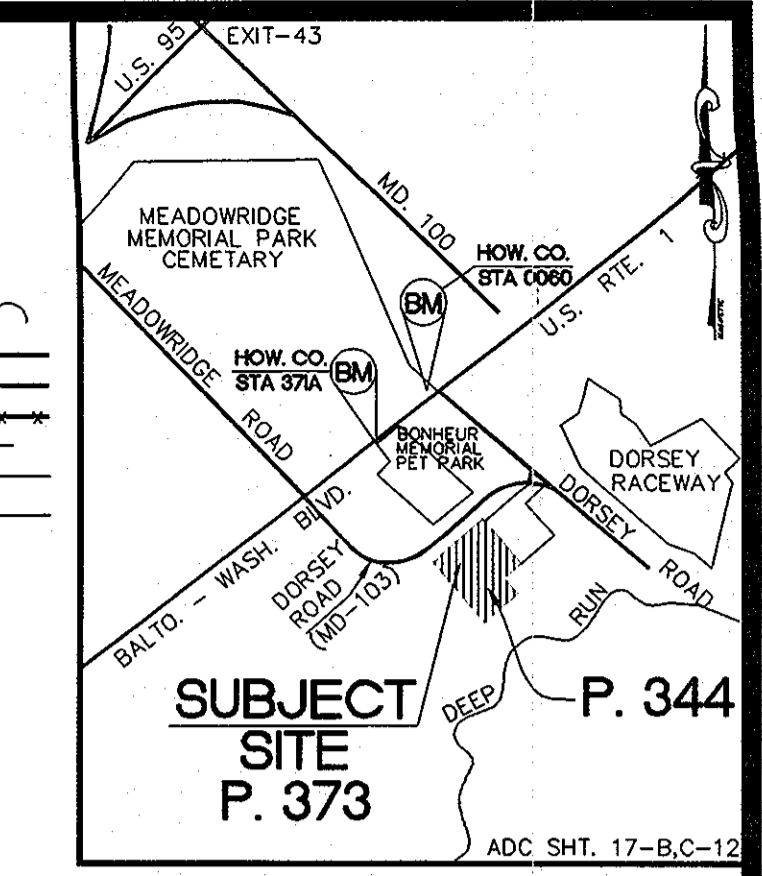 U.S. 95
EXIT-43
MEADOWRIDGE
MEMORIAL PARK
CEMETARY
MD. 100
HOW. CO.
STA 0060
BM
U.S. RTE. 1
MEADOWRIDGE
ROAD
HOW. CO.
STA 371A
BM
BONHEUR
MEMORIAL
PET PARK
DORSEY
RACEWAY
DORSEY
ROAD
BALTO. - WASH. BLVD.
DORSEY
ROAD
(MD-103)
DEEP
RUN
SUBJECT
SITE
P. 373
P. 344
ADC SHT. 17-B,C-12